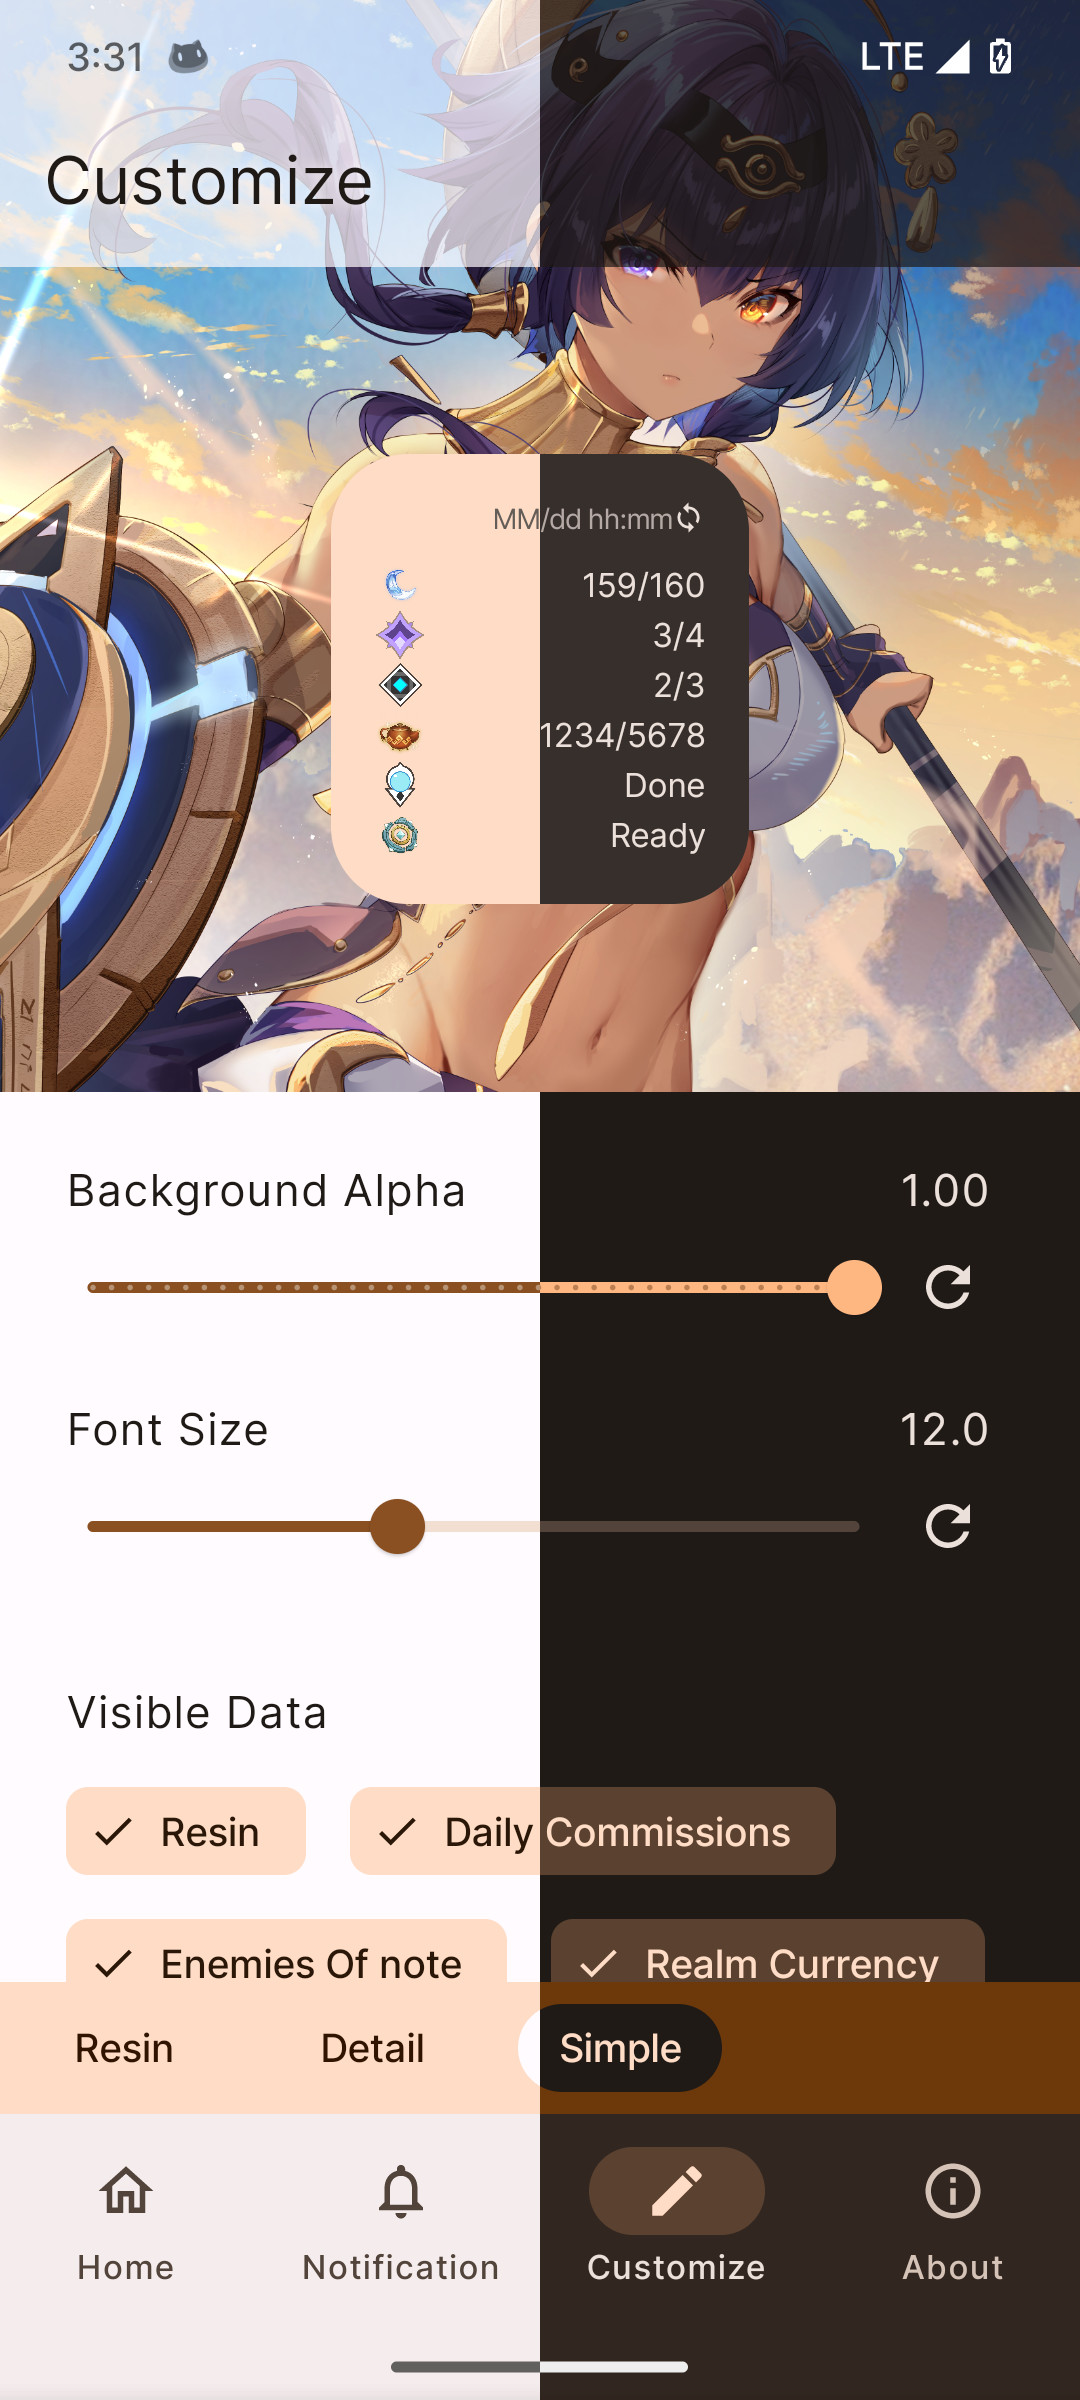 3:31 LTE
Customize
MM/dd hh:mm
159/160
3/4
2/3
1234/5678
Done
Ready
Background Alpha 1.00
Font Size 12.0
Visible Data
Resin Daily Commissions
Enemies Of note Realm Currency
Resin Detail Simple
Home Notification Customize About